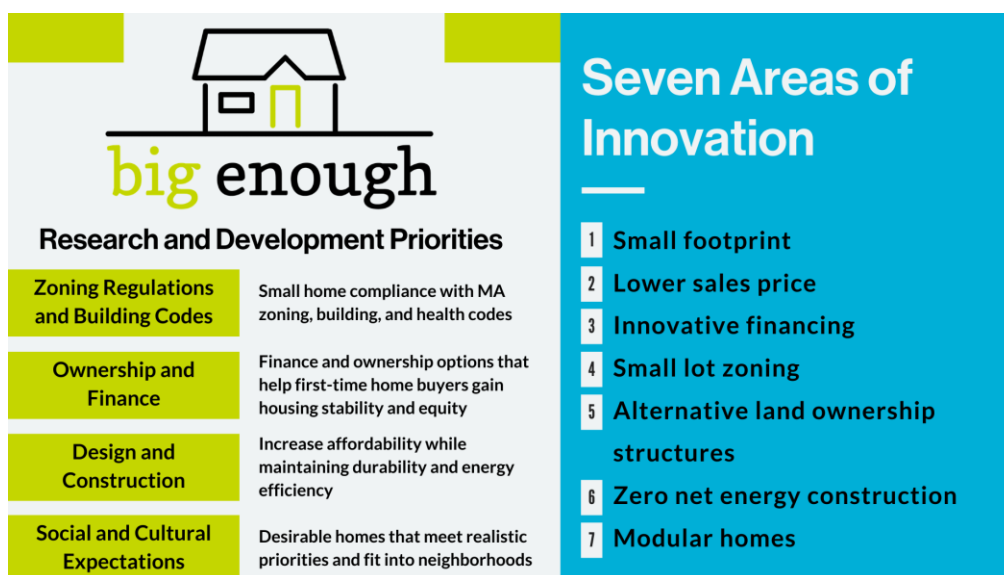 big enough
Research and Development Priorities
Zoning Regulations
and Building Codes
Small home compliance with MA
zoning, building, and health codes
Ownership and
Finance
Finance and ownership options that
help first-time home buyers gain
housing stability and equity
Design and
Construction
Increase affordability while
maintaining durability and energy
efficiency
Social and Cultural
Expectations
Desirable homes that meet realistic
priorities and fit into neighborhoods
Seven Areas of
Innovation
1 Small footprint
2 Lower sales price
3 Innovative financing
4 Small lot zoning
5 Alternative land ownership
structures
6 Zero net energy construction
7 Modular homes